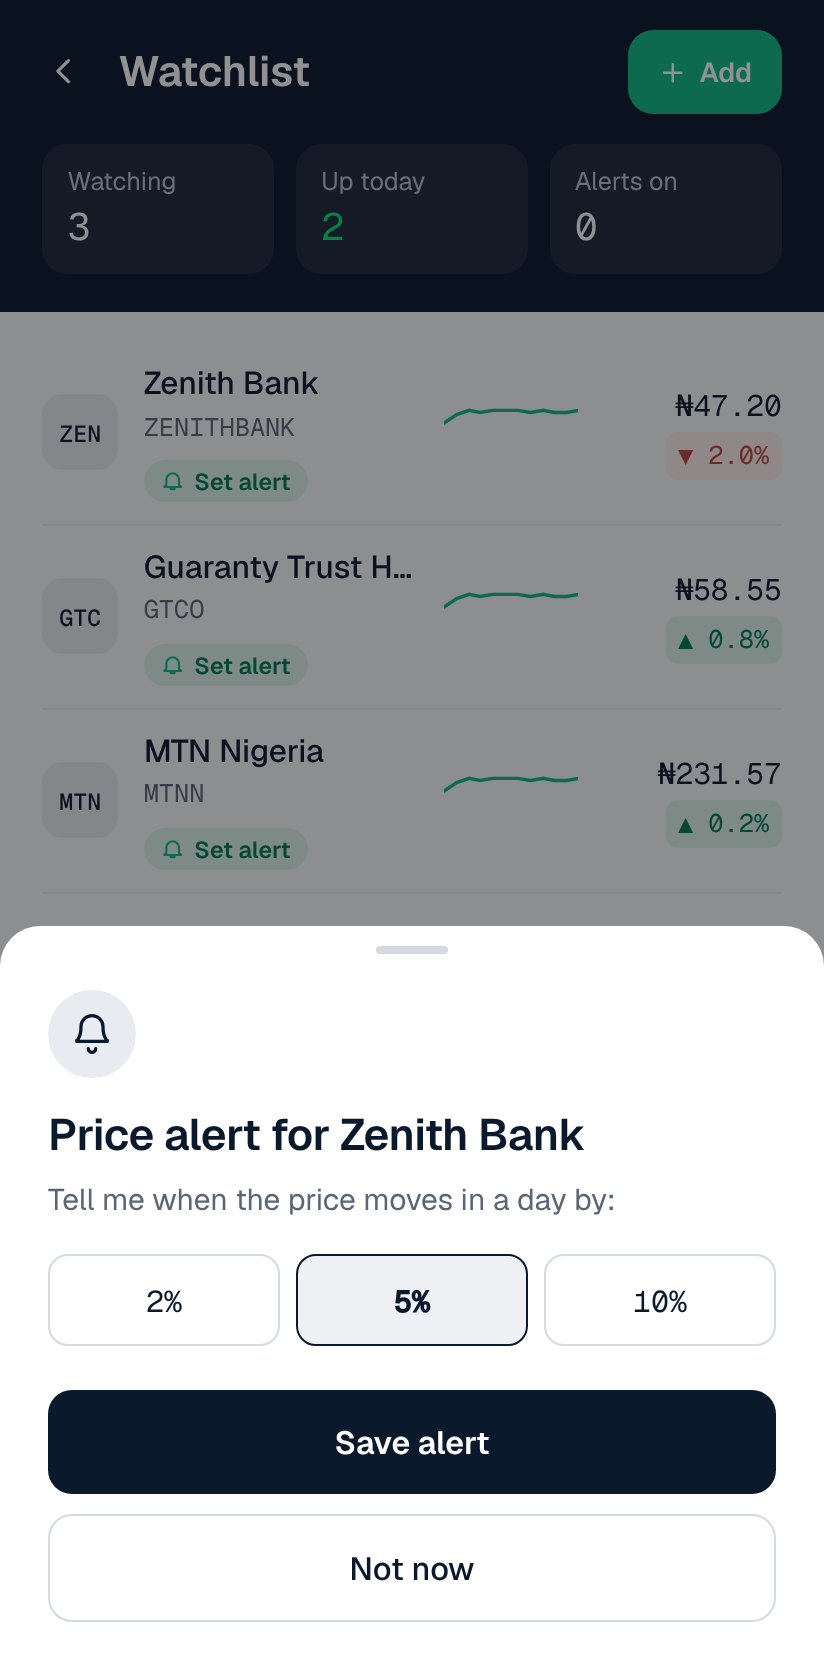 Watchlist
+ Add
Watching
3
Up today
2
Alerts on
0
ZEN
Zenith Bank
ZENITHBANK
Set alert
₦47.20
▼ 2.0%
GTC
Guaranty Trust H...
GTCO
Set alert
₦58.55
▲ 0.8%
MTN
MTN Nigeria
MTNN
Set alert
₦231.57
▲ 0.2%
Price alert for Zenith Bank
Tell me when the price moves in a day by:
2%
5%
10%
Save alert
Not now